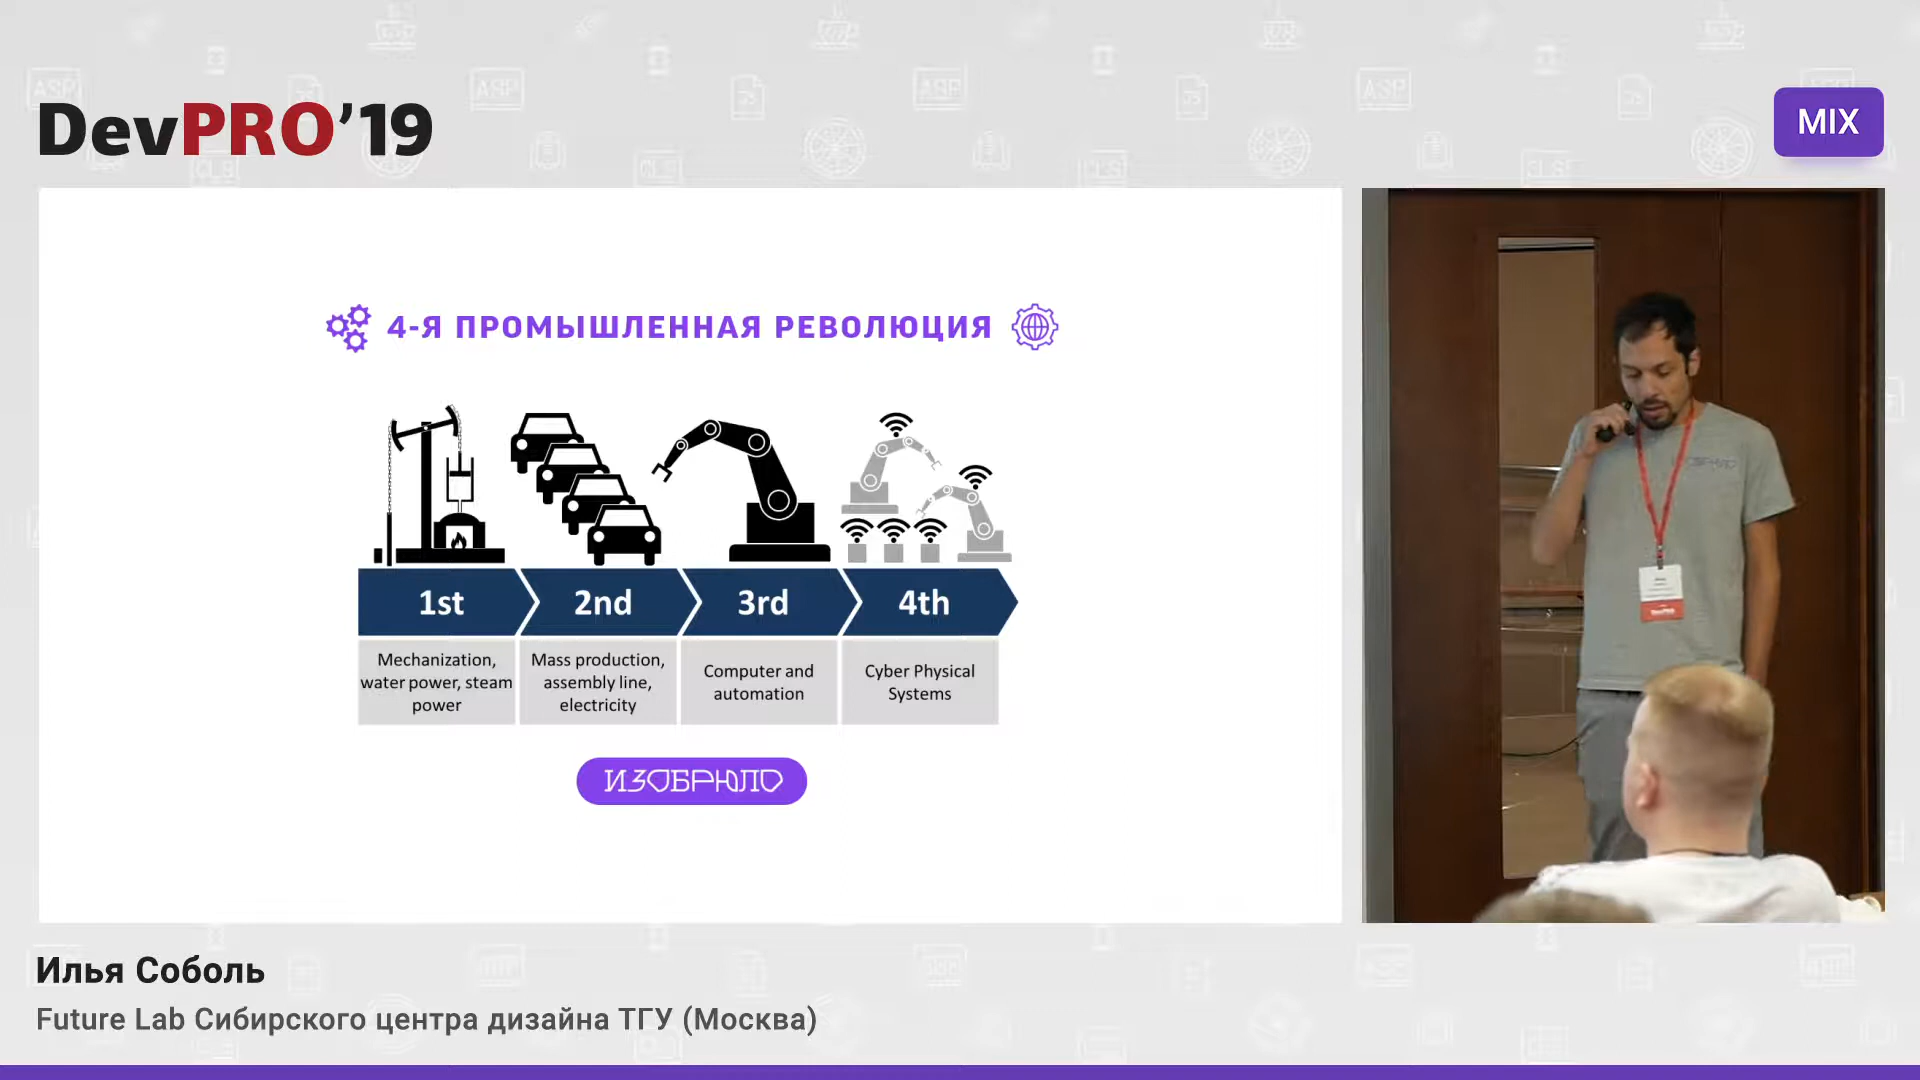 DevPRO’19
MIX
4-Я ПРОМЫШЛЕННАЯ РЕВОЛЮЦИЯ
1st
2nd
3rd
4th
Mechanization,
water power, steam
power
Mass production,
assembly line,
electricity
Computer and
automation
Cyber Physical
Systems
ИЗОБРЮЛО
Илья Соболь
Future Lab Сибирского центра дизайна ТГУ (Москва)